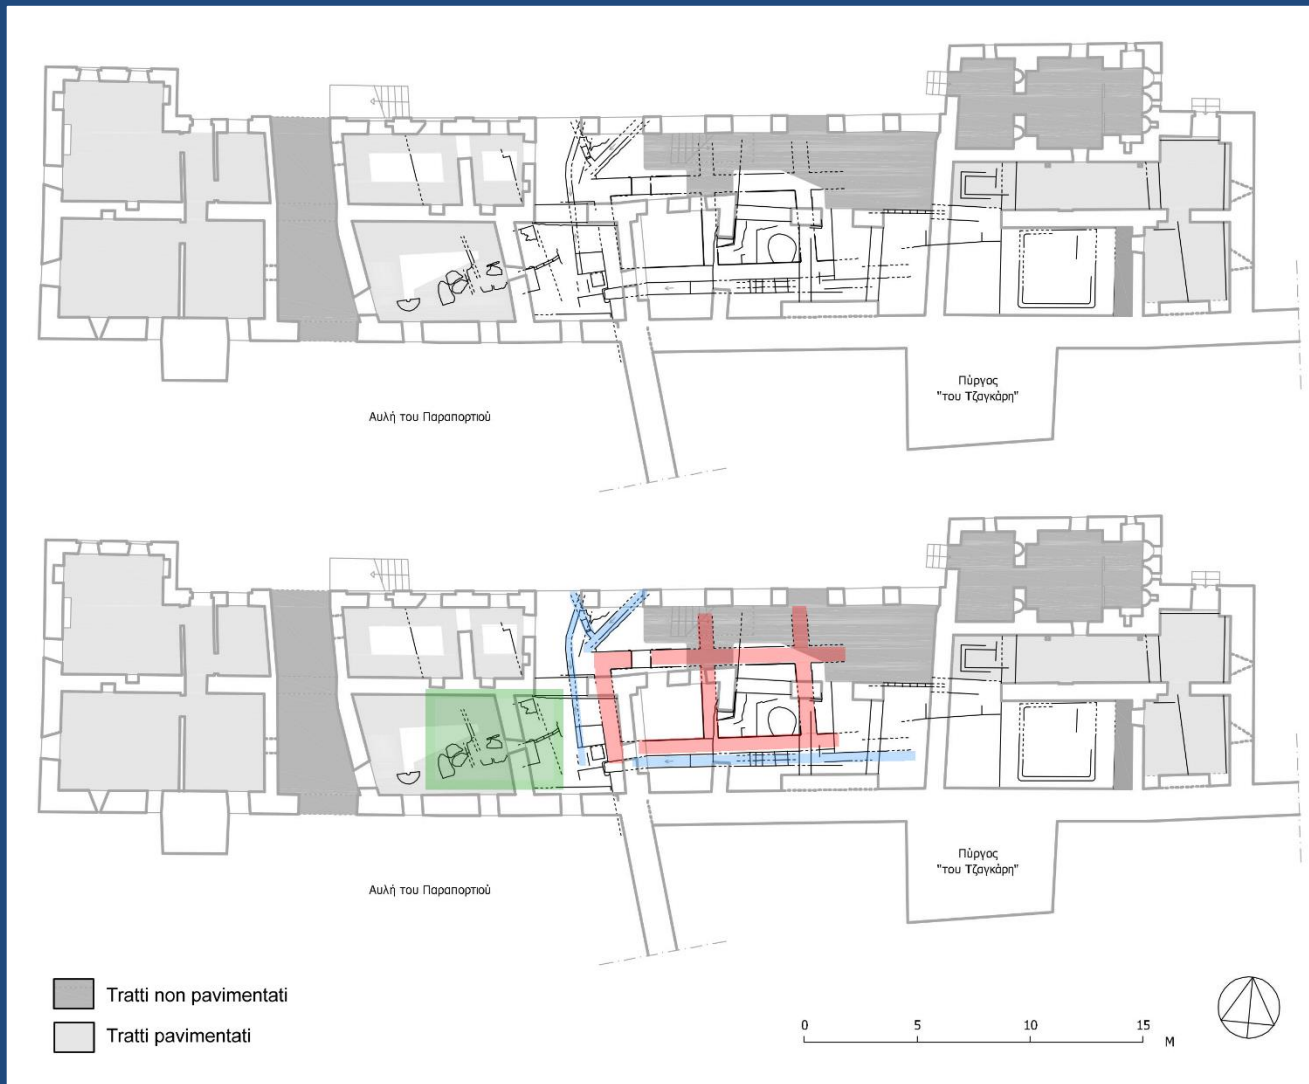 Πύργος
"του Τζαγκάρη"
Αυλή του Παραπορτιού
Πύργος
"του Τζαγκάρη"
Αυλή του Παραπορτιού
Tratti non pavimentati
Tratti pavimentati
0 5 10 15
M